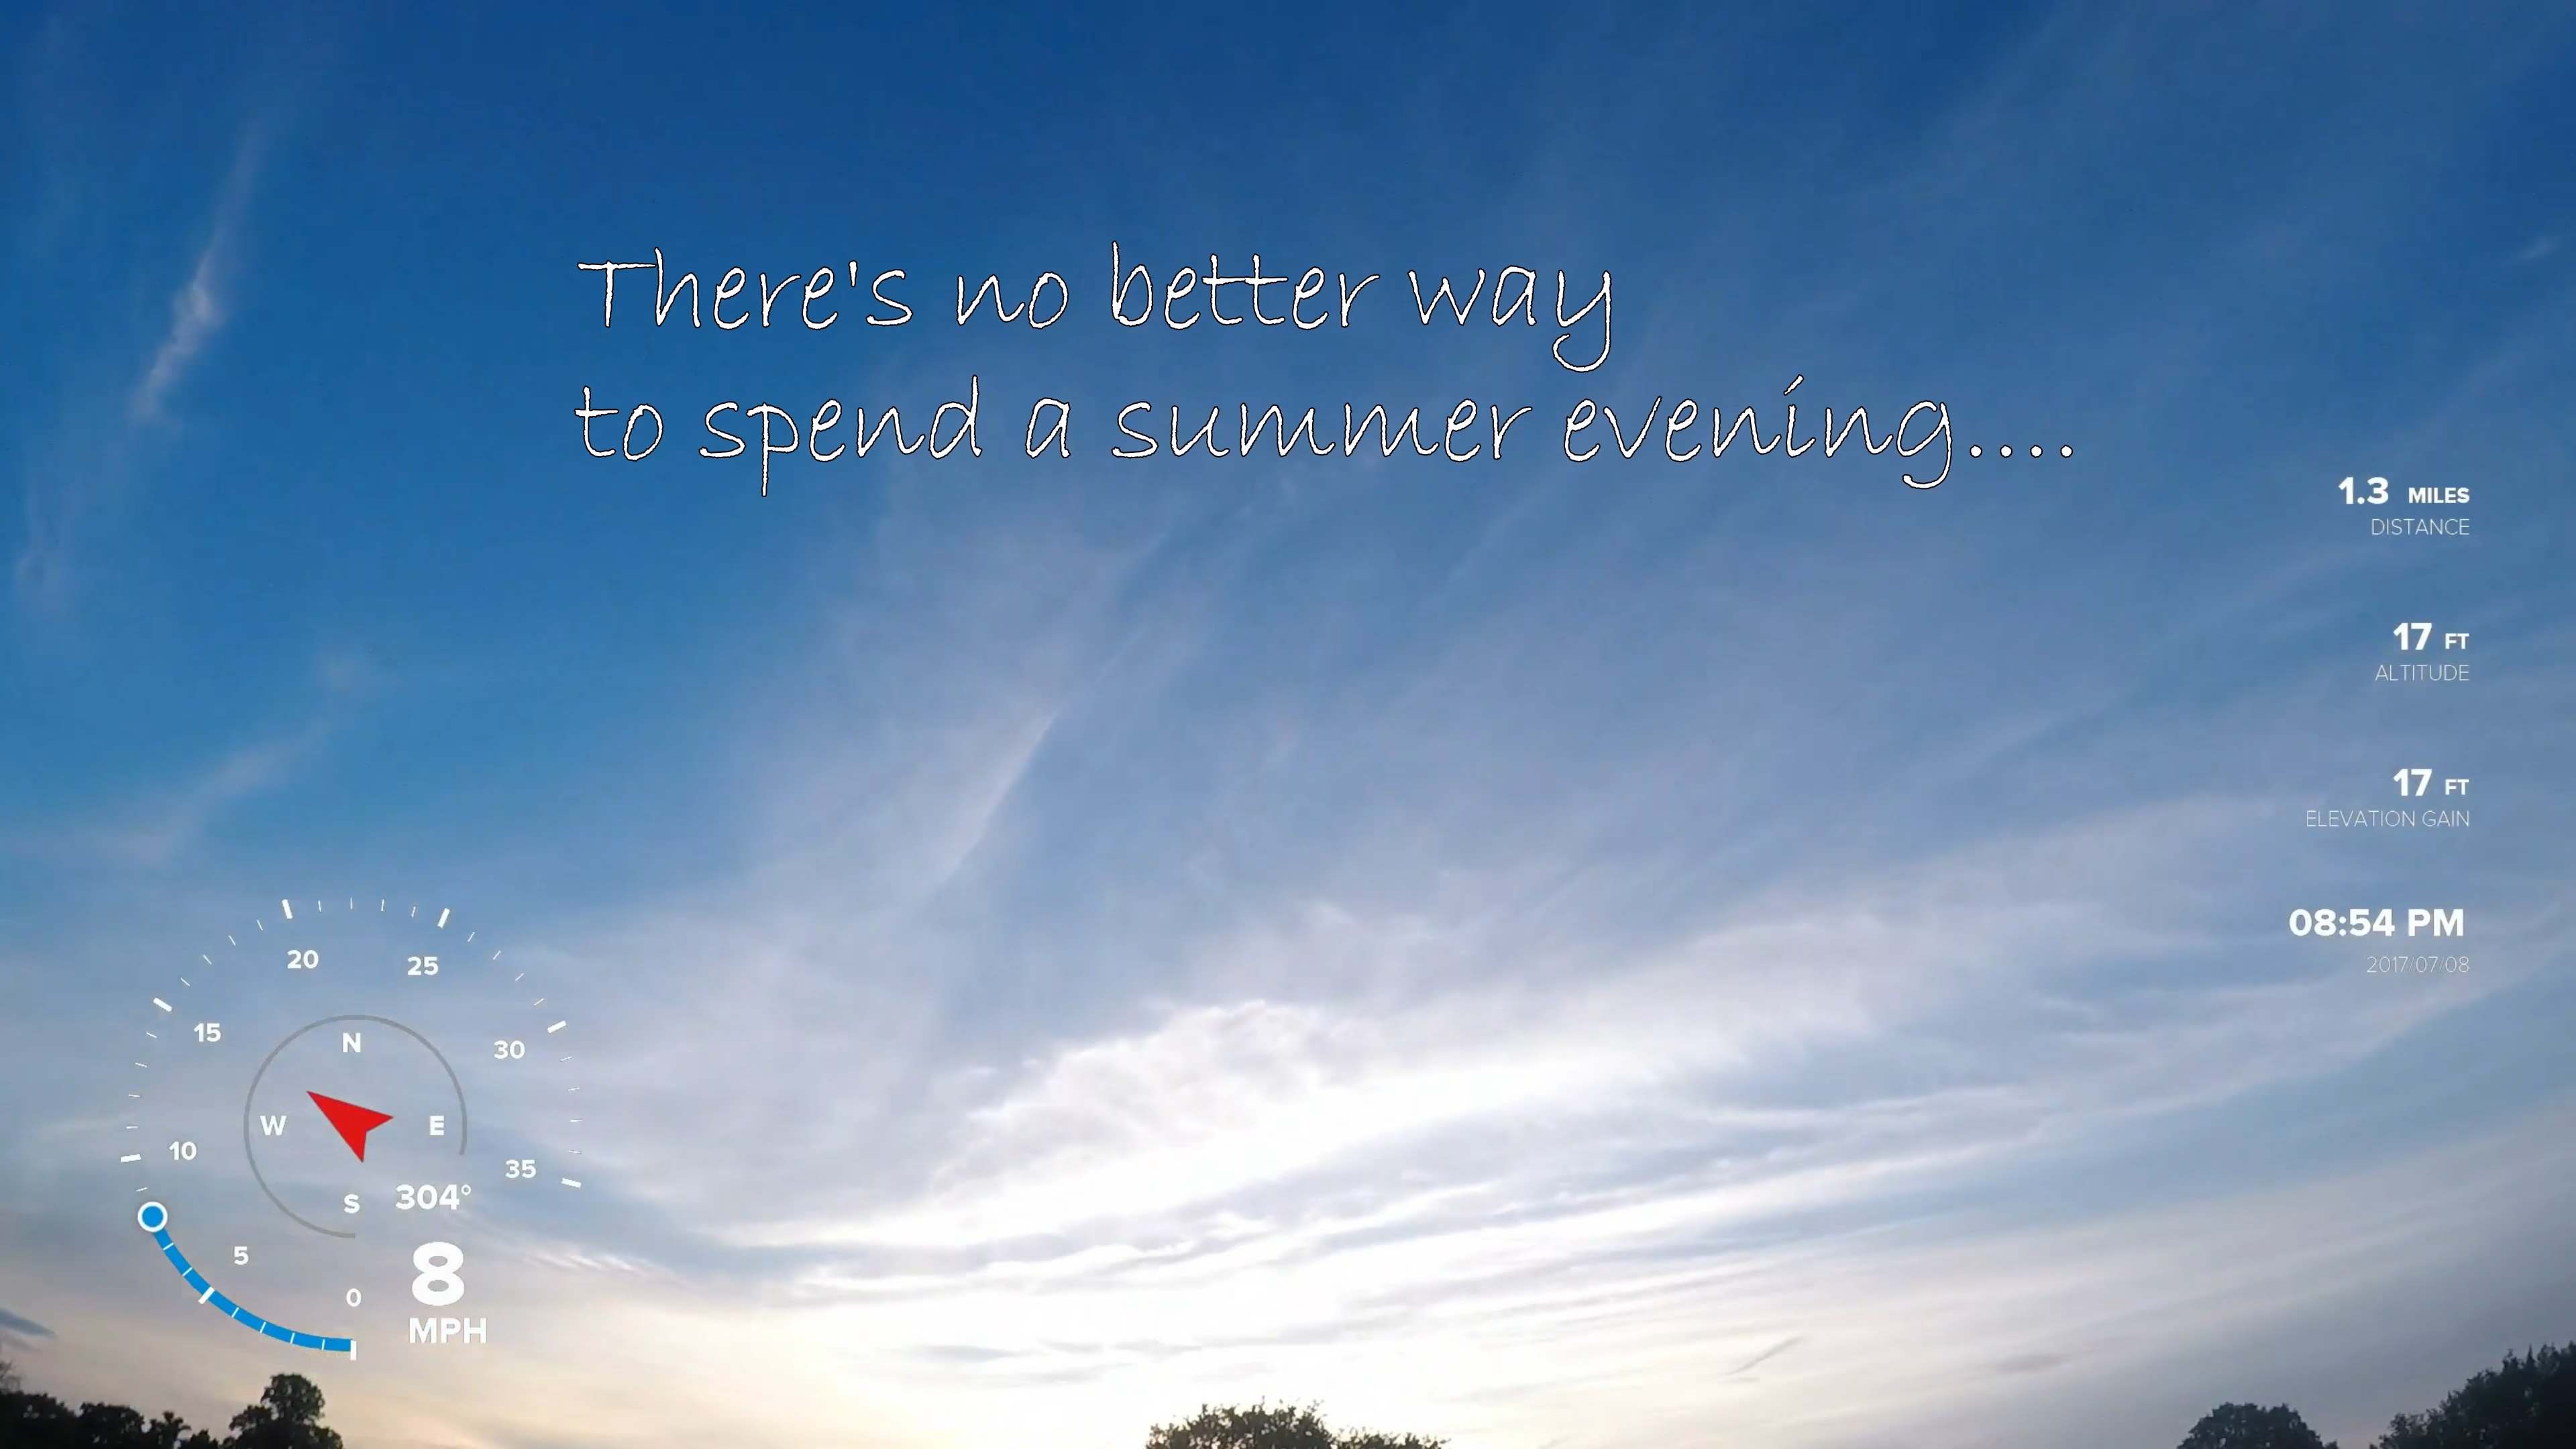 There's no better way
to spend a summer evening....
1.3 MILES
DISTANCE
17 FT
ALTITUDE
17 FT
ELEVATION GAIN
08:54 PM
2017/07/08
20 25
15 30
N
W E
10 35
S 304°
5
0
8
MPH